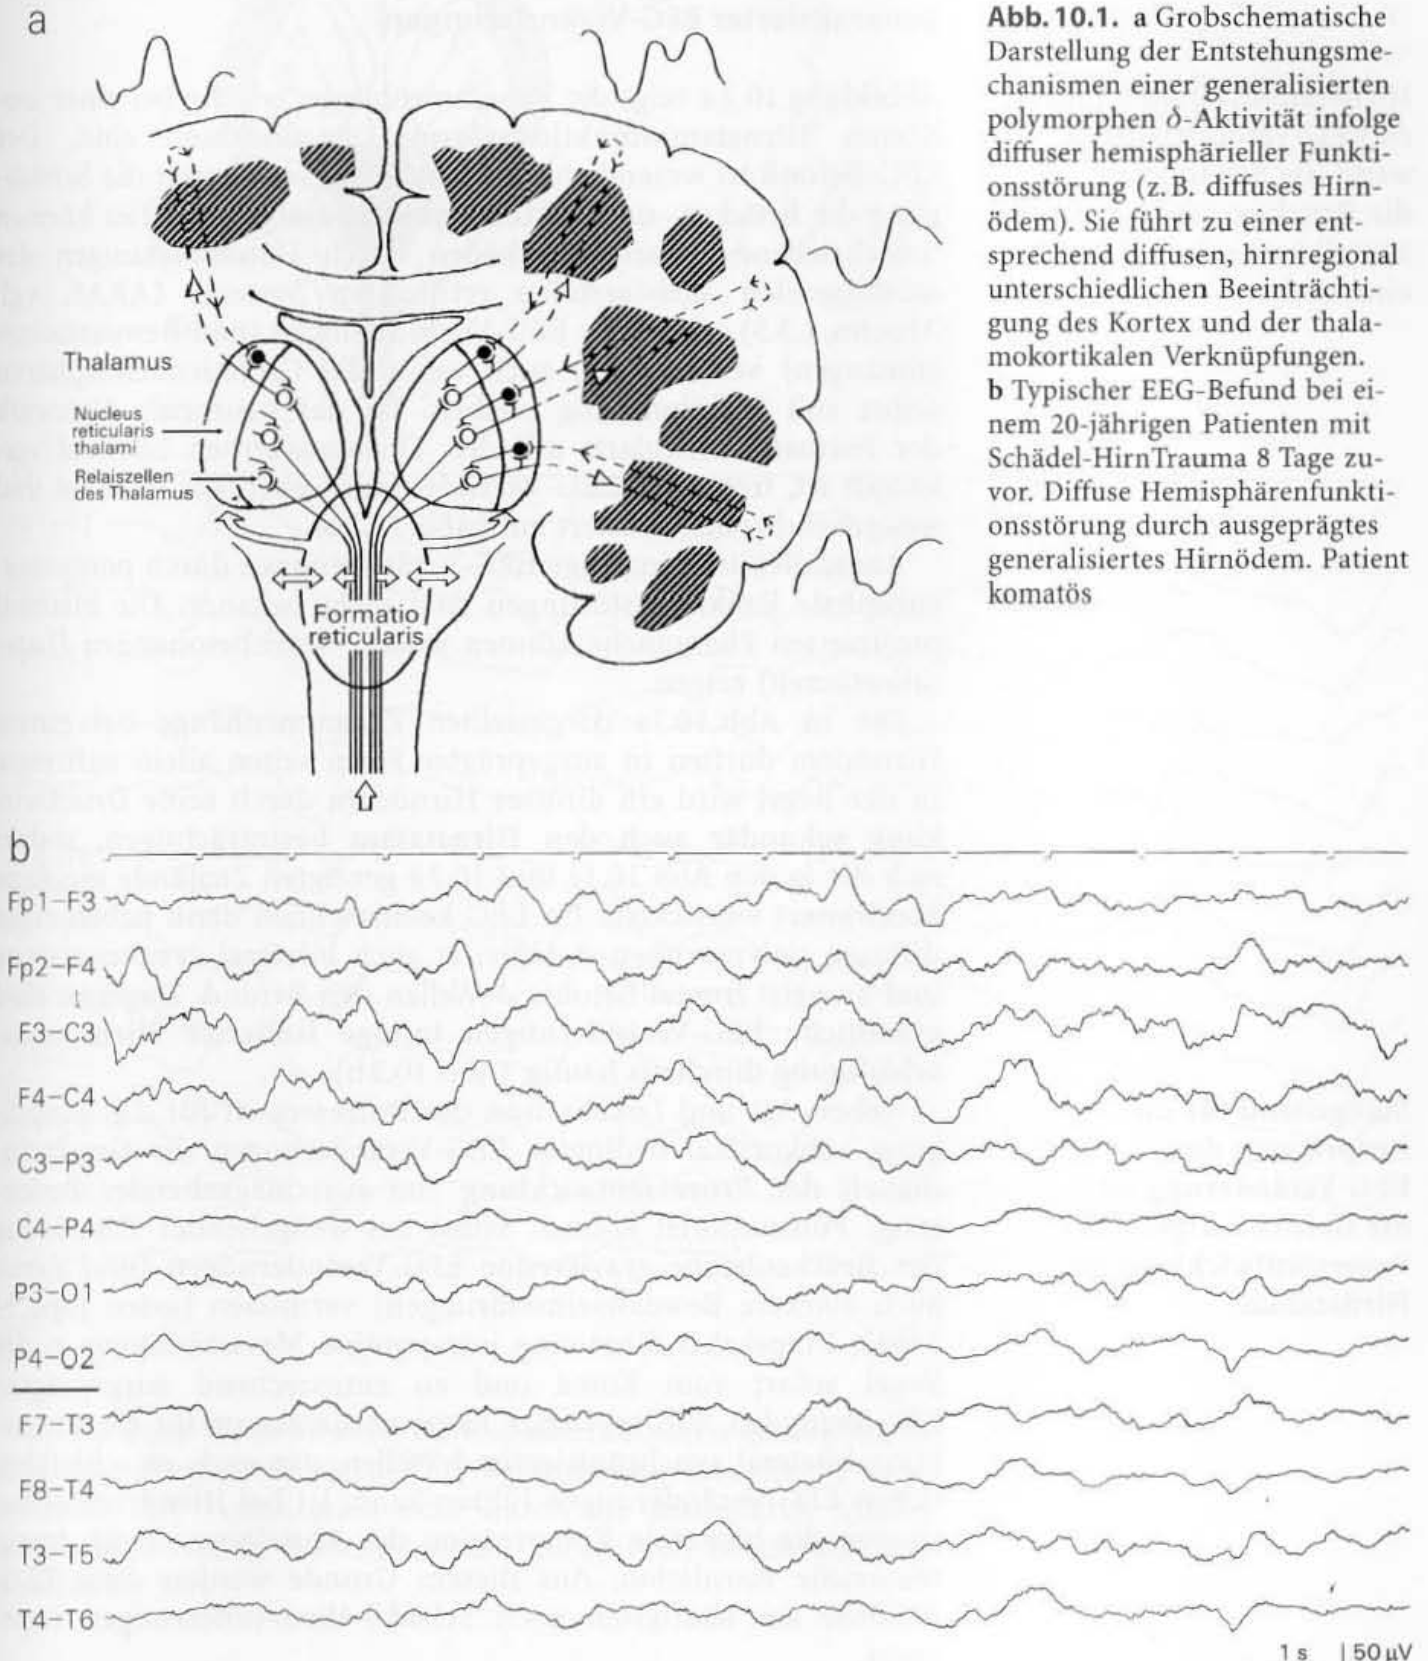 a
Abb. 10.1. a Grobschematische
Darstellung der Entstehungsme-
chanismen einer generalisierten
polymorphen δ-Aktivität infolge
diffuser hemisphärieller Funkti-
onsstörung (z. B. diffuses Hirn-
ödem). Sie führt zu einer ent-
sprechend diffusen, hirnregional
unterschiedlichen Beeinträchti-
gung des Kortex und der thala-
mokortikalen Verknüpfungen.
b Typischer EEG-Befund bei ei-
nem 20-jährigen Patienten mit
Schädel-HirnTrauma 8 Tage zu-
vor. Diffuse Hemisphärenfunkti-
onsstörung durch ausgeprägtes
generalisiertes Hirnödem. Patient
komatös
Thalamus
Nucleus
reticularis
thalami
Relaiszellen
des Thalamus
Formatio
reticularis
b
Fp1–F3
Fp2–F4
F3–C3
F4–C4
C3–P3
C4–P4
P3–O1
P4–O2
F7–T3
F8–T4
T3–T5
T4–T6
1 s | 50 μV